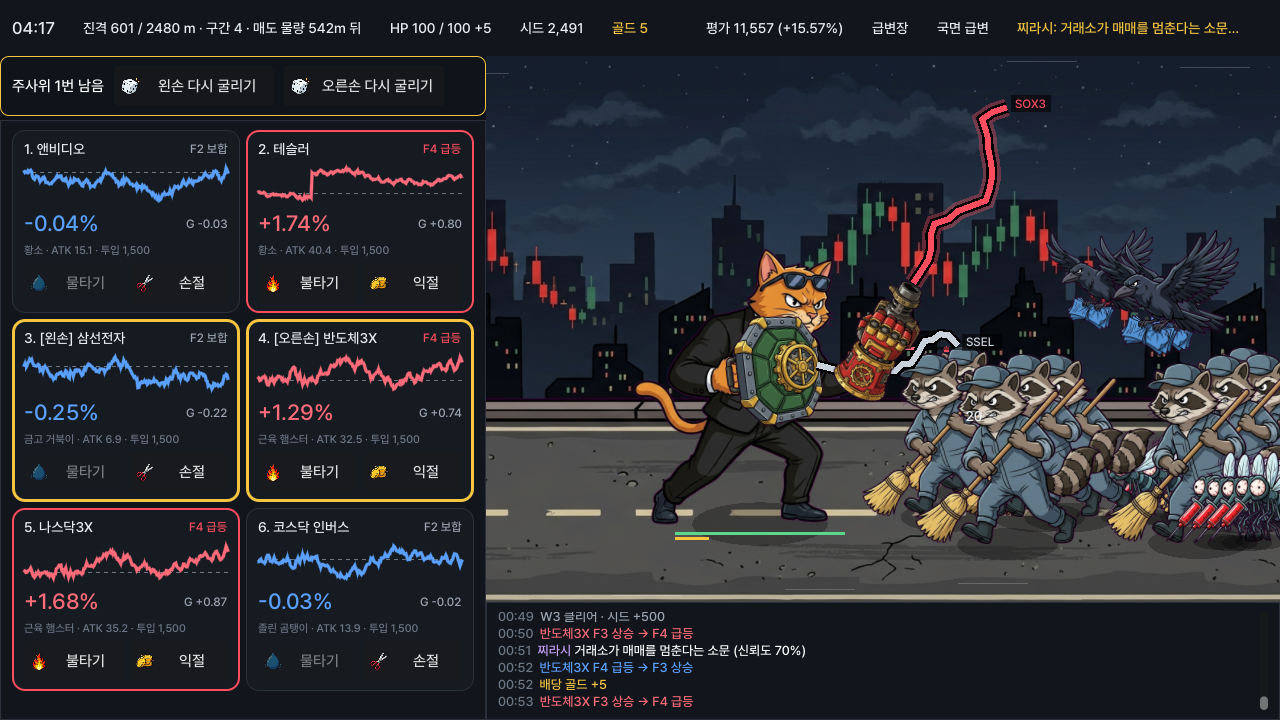 04:17 진격 601 / 2480 m · 구간 4 · 매도 물량 542m 뒤 HP 100 / 100 +5 시드 2,491 골드 5 평가 11,557 (+15.57%) 급변장 국면 급변 찌라시: 거래소가 매매를 멈춘다는 소문...
주사위 1번 남음 왼손 다시 굴리기 오른손 다시 굴리기
1. 앤비디오 F2 보합
-0.04% G -0.03
황소 · ATK 15.1 · 투입 1,500
불타기 손절
2. 테슬러 F4 급등
+1.74% G +0.80
황소 · ATK 40.4 · 투입 1,500
불타기 익절
3. [왼손] 삼선전자 F2 보합
-0.25% G -0.22
금고 거북이 · ATK 6.9 · 투입 1,500
불타기 손절
4. [오른손] 반도체3X F4 급등
+1.29% G +0.74
근육 햄스터 · ATK 32.5 · 투입 1,500
불타기 익절
5. 나스닥3X F4 급등
+1.68% G +0.87
근육 햄스터 · ATK 35.2 · 투입 1,500
불타기 익절
6. 코스닥 인버스 F2 보합
-0.03% G -0.02
졸린 곰탱이 · ATK 13.9 · 투입 1,500
물타기 손절
SOX3
SSEL
20
00:49 W3 클리어 · 시드 +500
00:50 반도체3X F3 상승 → F4 급등
00:51 찌라시 거래소가 매매를 멈춘다는 소문 (신뢰도 70%)
00:52 반도체3X F4 급등 → F3 상승
00:52 배당 골드 +5
00:53 반도체3X F3 상승 → F4 급등